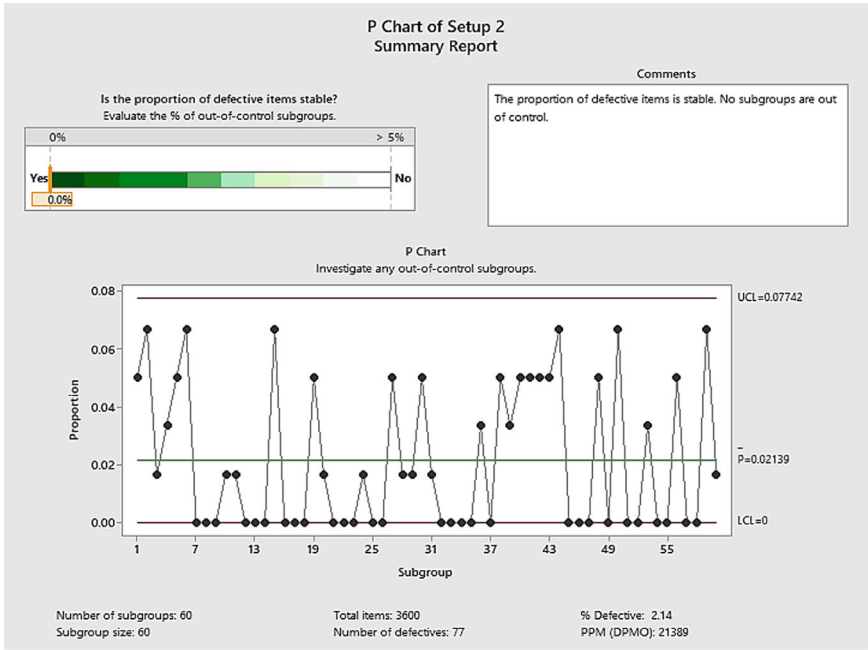 P Chart of Setup 2
Summary Report
Is the proportion of defective items stable?
Evaluate the % of out-of-control subgroups.
0%
> 5%
Yes
No
0.0%
Comments
The proportion of defective items is stable. No subgroups are out
of control.
P Chart
Investigate any out-of-control subgroups.
0.08
0.06
0.04
0.02
0.00
Proportion
UCL=0.07742
P̄=0.02139
LCL=0
1 7 13 19 25 31 37 43 49 55
Subgroup
Number of subgroups: 60
Subgroup size: 60
Total items: 3600
Number of defectives: 77
% Defective: 2.14
PPM (DPMO): 21389